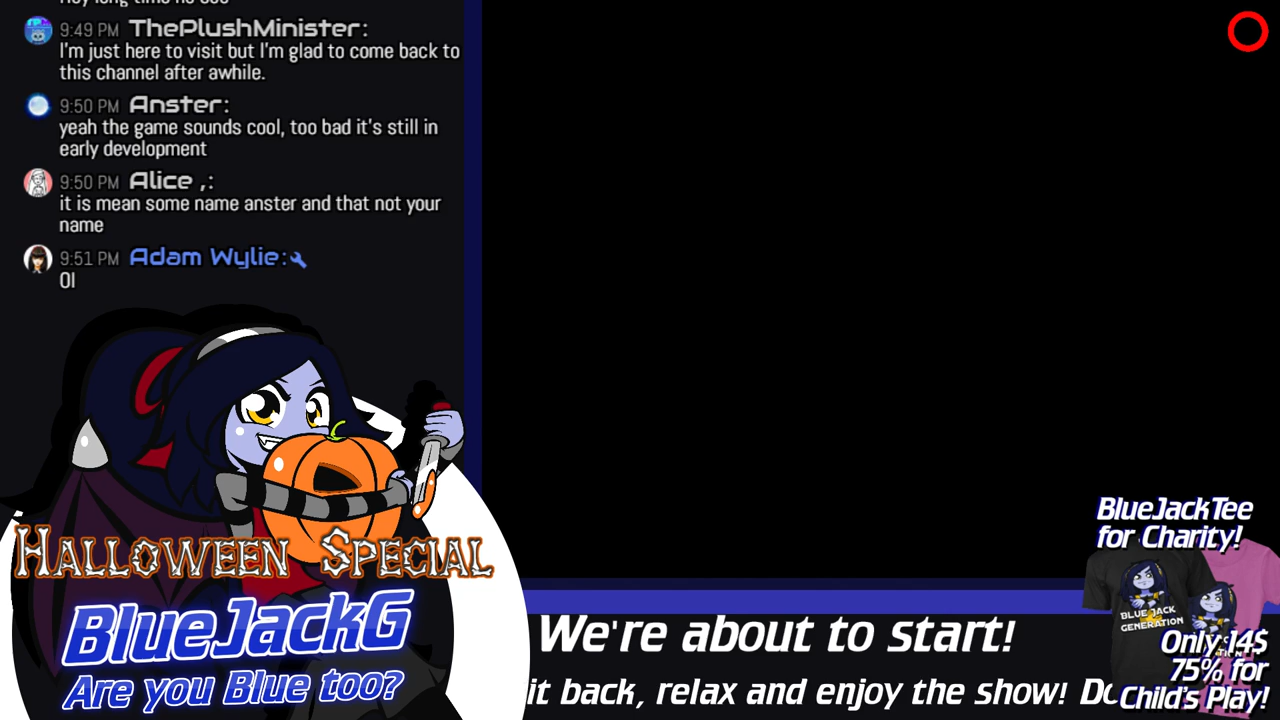 9:49 PM ThePlushMinister:
I'm just here to visit but I'm glad to come back to
this channel after awhile.
9:50 PM Anster:
yeah the game sounds cool, too bad it's still in
early development
9:50 PM Alice ,:
it is mean some name anster and that not your
name
9:51 PM Adam Wylie:
OI
Halloween Special
BlueJackG
Are you Blue too?
We're about to start!
it back, relax and enjoy the show!
BlueJackTee
for Charity!
BLUE JACK
GENERATION
Only 14$
75% for
Child's Play!